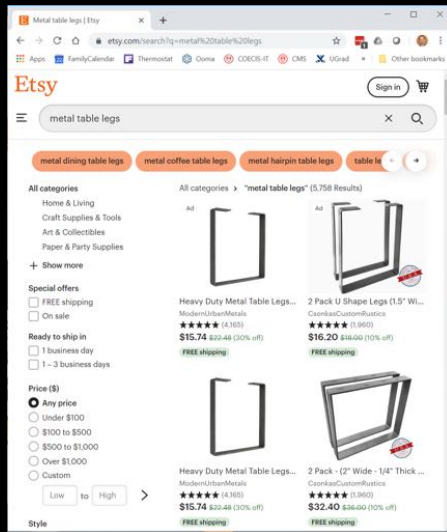 Metal table legs | Etsy
etsy.com/search?q=metal%20table%20legs
Apps FamilyCalendar Thermostat Ooma COECIS-IT CMS UGrad » Other bookmarks
Etsy
Sign in
metal table legs
metal dining table legs metal coffee table legs metal hairpin table legs table le
All categories
Home & Living
Craft Supplies & Tools
Art & Collectibles
Paper & Party Supplies
+ Show more
Special offers
FREE shipping
On sale
Ready to ship in
1 business day
1 – 3 business days
Price ($)
Any price
Under $100
$100 to $500
$500 to $1,000
Over $1,000
Custom
Low to High
Style
All categories > "metal table legs" (5,758 Results)
Ad
Ad
USA
Heavy Duty Metal Table Legs...
ModernUrbanMetals
★★★★★ (4,165)
$15.74 $22.48 (30% off)
FREE shipping
2 Pack U Shape Legs (1.5" Wi...
CsonkasCustomRustics
★★★★★ (1,960)
$16.20 $18.00 (10% off)
FREE shipping
Heavy Duty Metal Table Legs...
ModernUrbanMetals
★★★★★ (4,165)
$15.74 $22.48 (30% off)
FREE shipping
2 Pack - (2" Wide - 1/4" Thick ...
CsonkasCustomRustics
★★★★★ (1,960)
$32.40 $36.00 (10% off)
FREE shipping